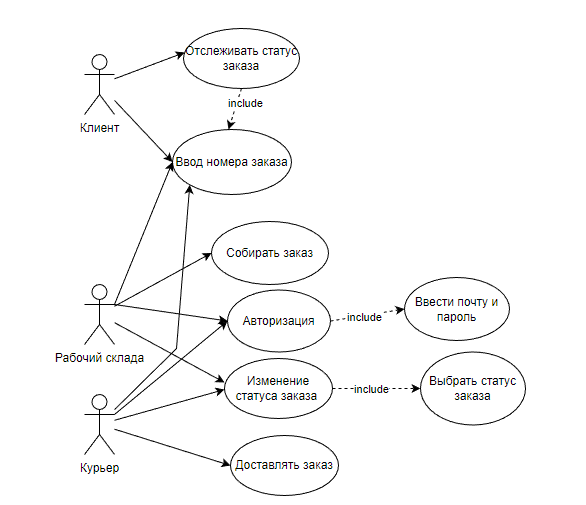 Отслеживать статус
заказа
include
Клиент
Ввод номера заказа
Собирать заказ
Ввести почту и
пароль
Авторизация
include
Рабочий склада
Изменение
статуса заказа
include
Выбрать статус
заказа
Курьер
Доставлять заказ